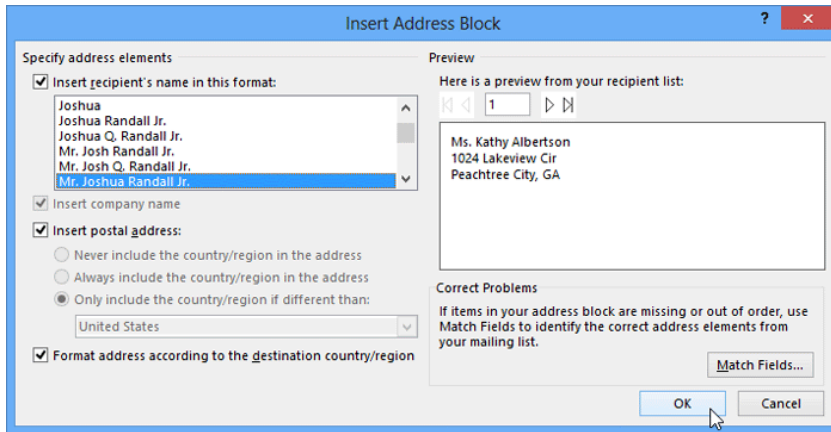 Insert Address Block
?
Specify address elements
Insert recipient's name in this format:
Joshua
Joshua Randall Jr.
Joshua Q. Randall Jr.
Mr. Josh Randall Jr.
Mr. Josh Q. Randall Jr.
Mr. Joshua Randall Jr.
Insert company name
Insert postal address:
Never include the country/region in the address
Always include the country/region in the address
Only include the country/region if different than:
United States
Format address according to the destination country/region
Preview
Here is a preview from your recipient list:
1
Ms. Kathy Albertson
1024 Lakeview Cir
Peachtree City, GA
Correct Problems
If items in your address block are missing or out of order, use
Match Fields to identify the correct address elements from
your mailing list.
Match Fields...
OK
Cancel